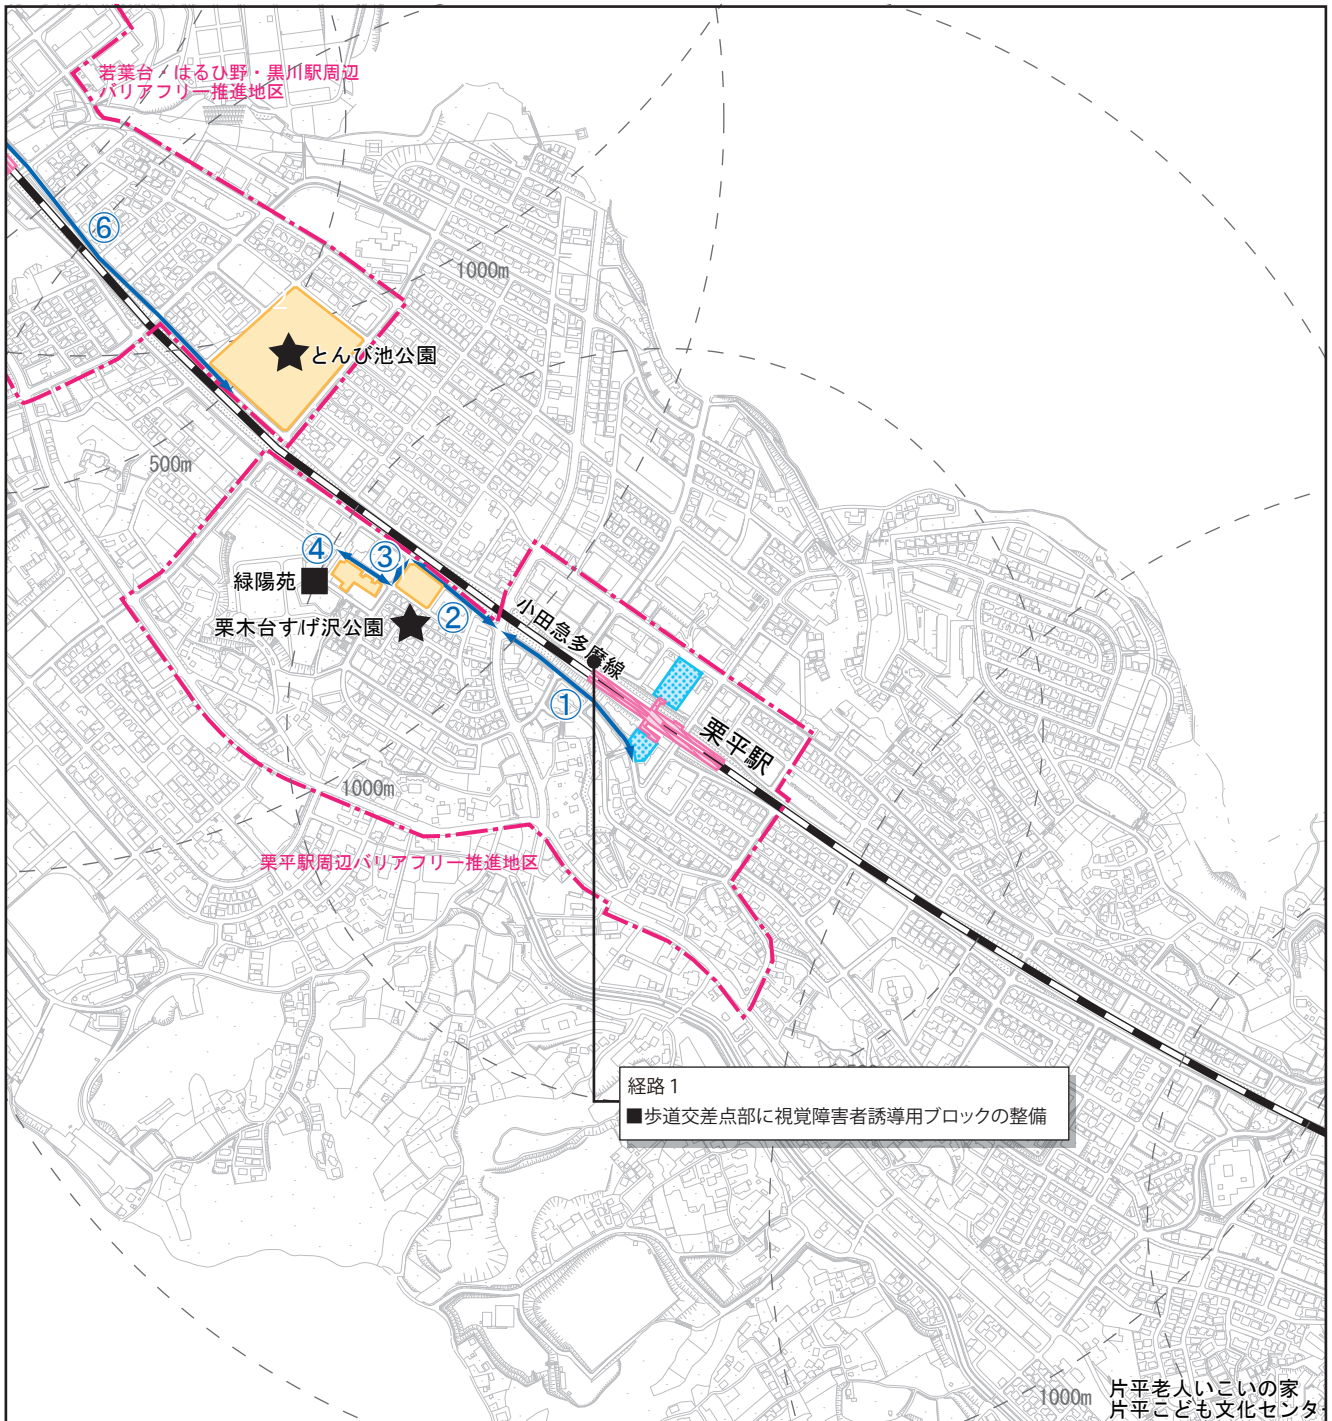 若葉台・はるひ野・黒川駅周辺
バリアフリー推進地区
⑥
1000m
とんび池公園
500m
④
③
緑陽苑
栗木台すげ沢公園
②
小田急多摩線
①
栗平駅
1000m
栗平駅周辺バリアフリー推進地区
経路1
■歩道交差点部に視覚障害者誘導用ブロックの整備
1000m
片平老人いこいの家
片平こども文化センター